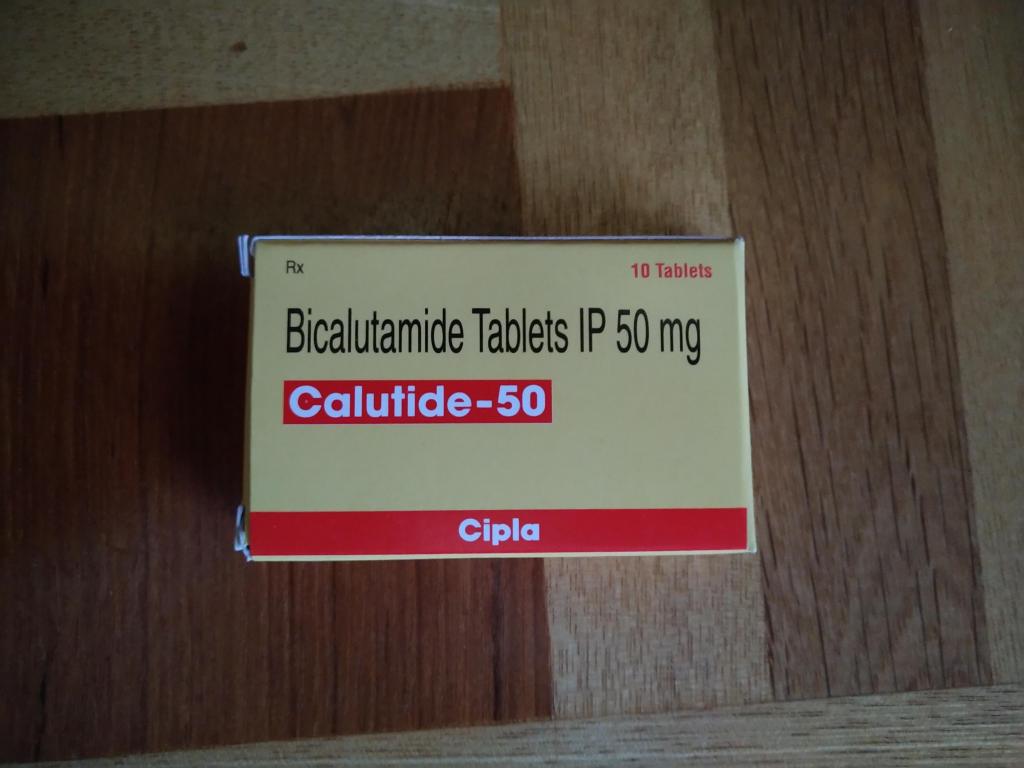 Rx
10 Tablets
Bicalutamide Tablets IP 50 mg
Calutide-50
Cipla